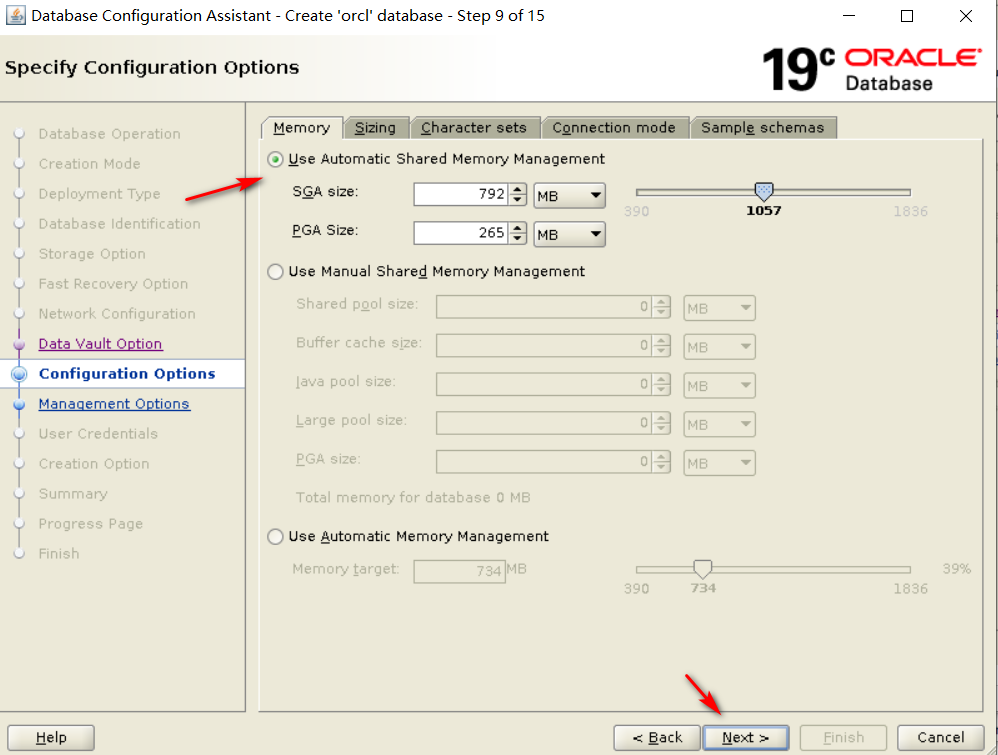 Database Configuration Assistant - Create 'orcl' database - Step 9 of 15
Specify Configuration Options
19c ORACLE Database
Database Operation
Creation Mode
Deployment Type
Database Identification
Storage Option
Fast Recovery Option
Network Configuration
Data Vault Option
Configuration Options
Management Options
User Credentials
Creation Option
Summary
Progress Page
Finish
Memory Sizing Character sets Connection mode Sample schemas
Use Automatic Shared Memory Management
SGA size: 792 MB
390 1057 1836
PGA Size: 265 MB
Use Manual Shared Memory Management
Shared pool size: 0 MB
Buffer cache size: 0 MB
Java pool size: 0 MB
Large pool size: 0 MB
PGA size: 0 MB
Total memory for database 0 MB
Use Automatic Memory Management
Memory target: 734 MB 39%
390 734 1836
Help < Back Next > Finish Cancel